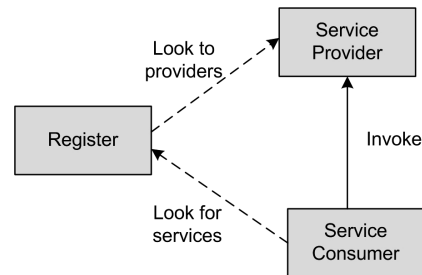 Service
Provider
Look to
providers
Register
Invoke
Look for
services
Service
Consumer